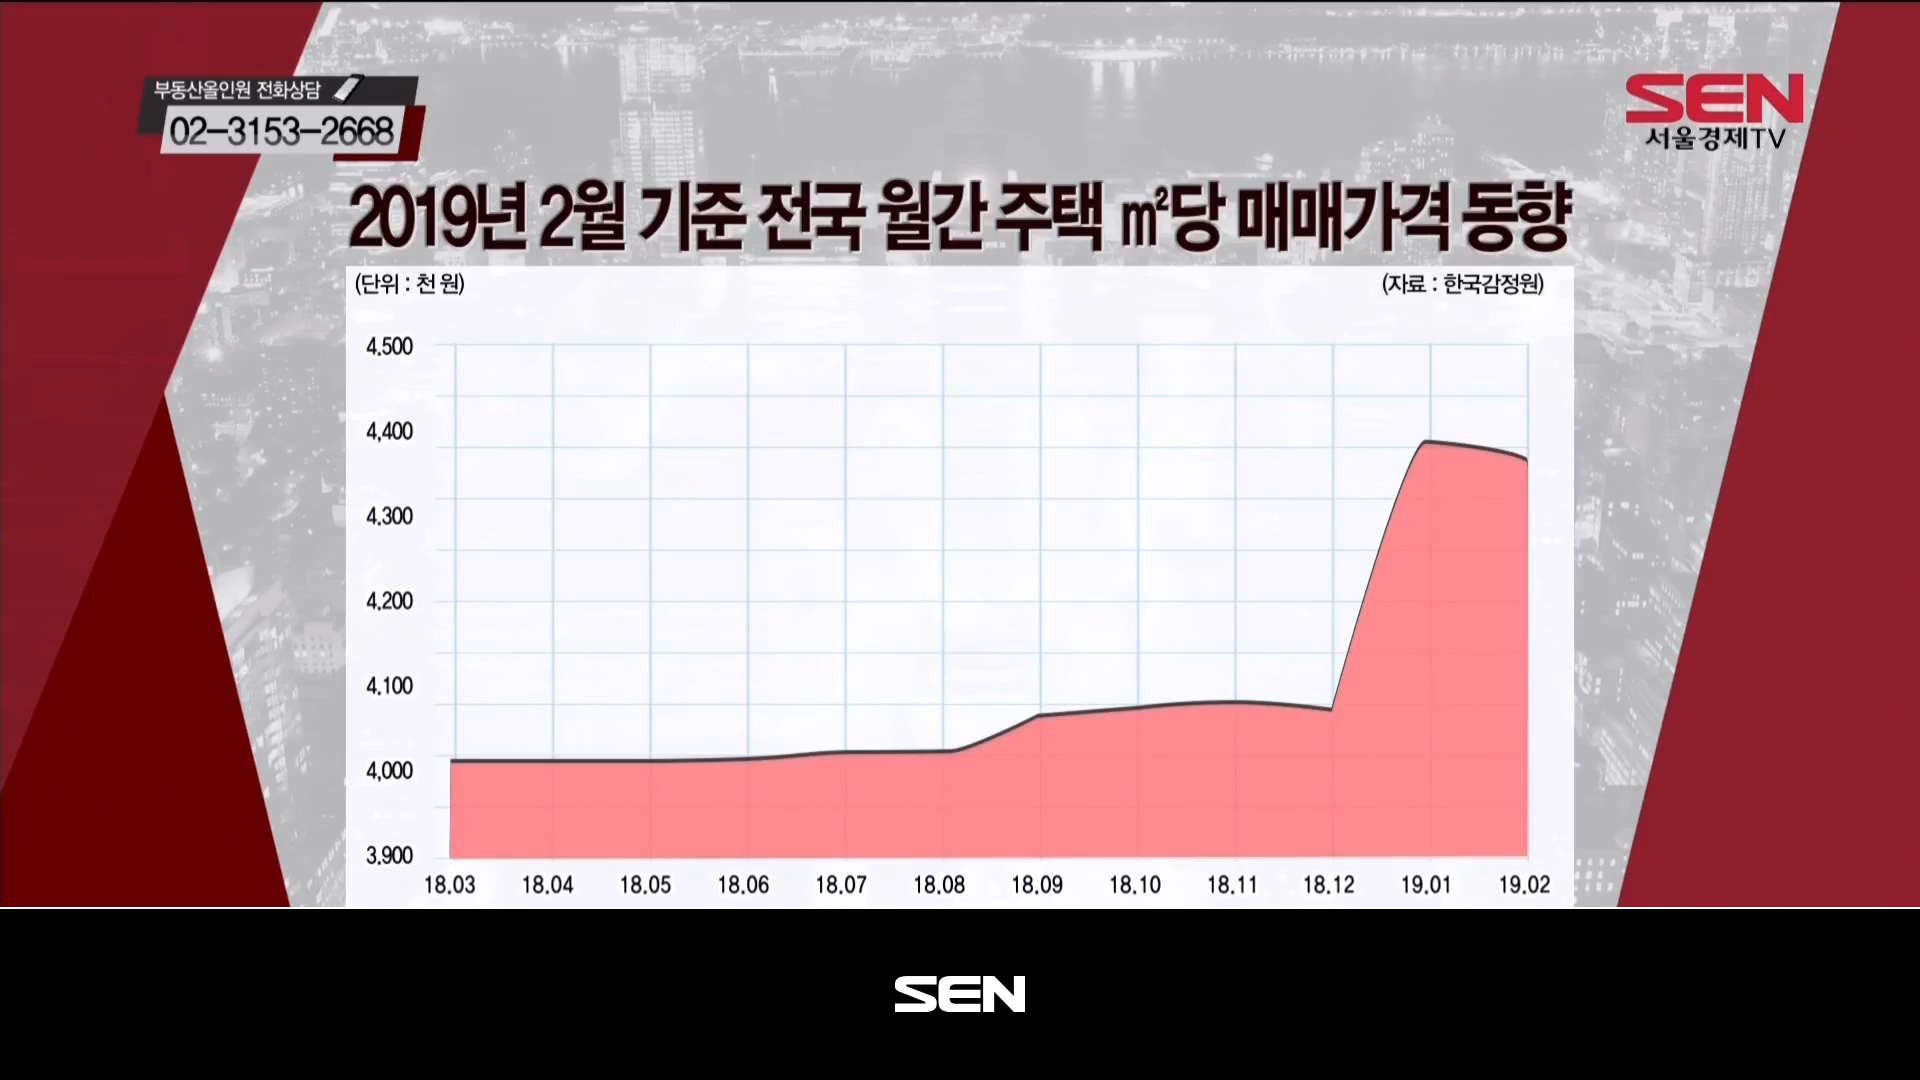 부동산올인원 전화상담
02-3153-2668
SEN
서울경제TV
2019년 2월 기준 전국 월간 주택 ㎡당 매매가격 동향
(단위 : 천 원)
(자료 : 한국감정원)
4,500
4,400
4,300
4,200
4,100
4,000
3,900
18.03 18.04 18.05 18.06 18.07 18.08 18.09 18.10 18.11 18.12 19.01 19.02
SEN